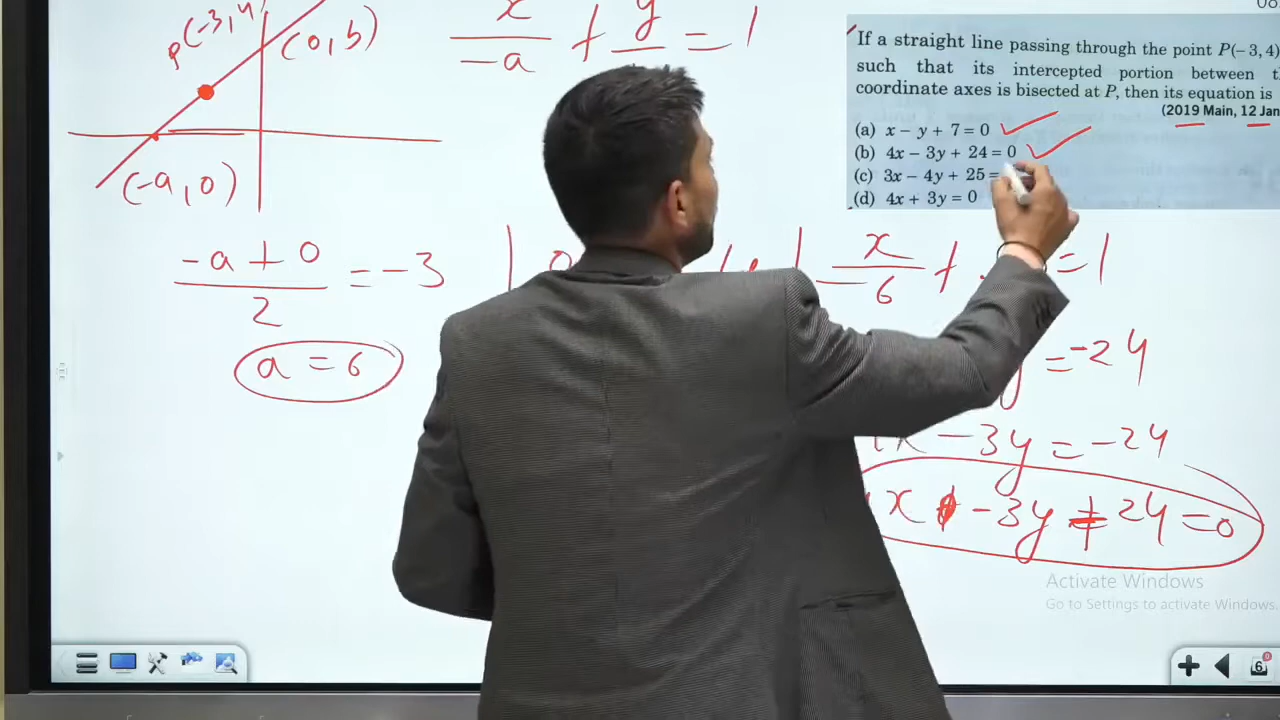 P(-3,4)
(0, b)
(-a, 0)
x/-a + y = 1
08
If a straight line passing through the point P(– 3, 4)
such that its intercepted portion between
coordinate axes is bisected at P, then its equation is
(2019 Main, 12 Jan
(a) x – y + 7 = 0
(b) 4x – 3y + 24 = 0
(c) 3x – 4y + 25 =
(d) 4x + 3y = 0
(-a + 0)/2 = -3
a = 6
x/-6 + = 1
y = -24
x - 3y = -24
x - 3y + 24 = 0
Activate Windows
Go to Settings to activate Windows.
6